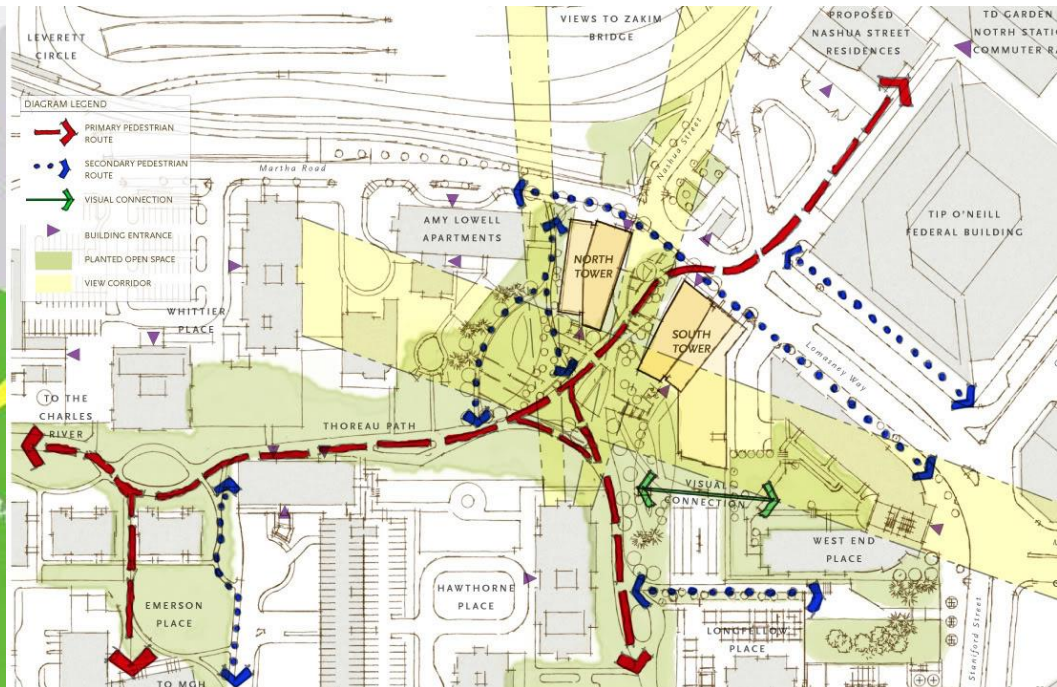 LEVERETT
CIRCLE
VIEWS TO ZAKIM
BRIDGE
PROPOSED
NASHUA STREET
RESIDENCES
TD GARDEN
NOTRH STATI
COMMUTER RA
DIAGRAM LEGEND
PRIMARY PEDESTRIAN
ROUTE
SECONDARY PEDESTRIAN
ROUTE
VISUAL CONNECTION
BUILDING ENTRANCE
PLANTED OPEN SPACE
VIEW CORRIDOR
Martha Road
Nashua Street
AMY LOWELL
APARTMENTS
TIP O'NEILL
FEDERAL BUILDING
NORTH
TOWER
SOUTH
TOWER
WHITTIER
PLACE
Lomasney Way
TO THE
CHARLES
RIVER
THOREAU PATH
VISUAL
CONNECTION
WEST END
PLACE
HAWTHORNE
PLACE
EMERSON
PLACE
LONGFELLOW
PLACE
Staniford Street
TO MGH